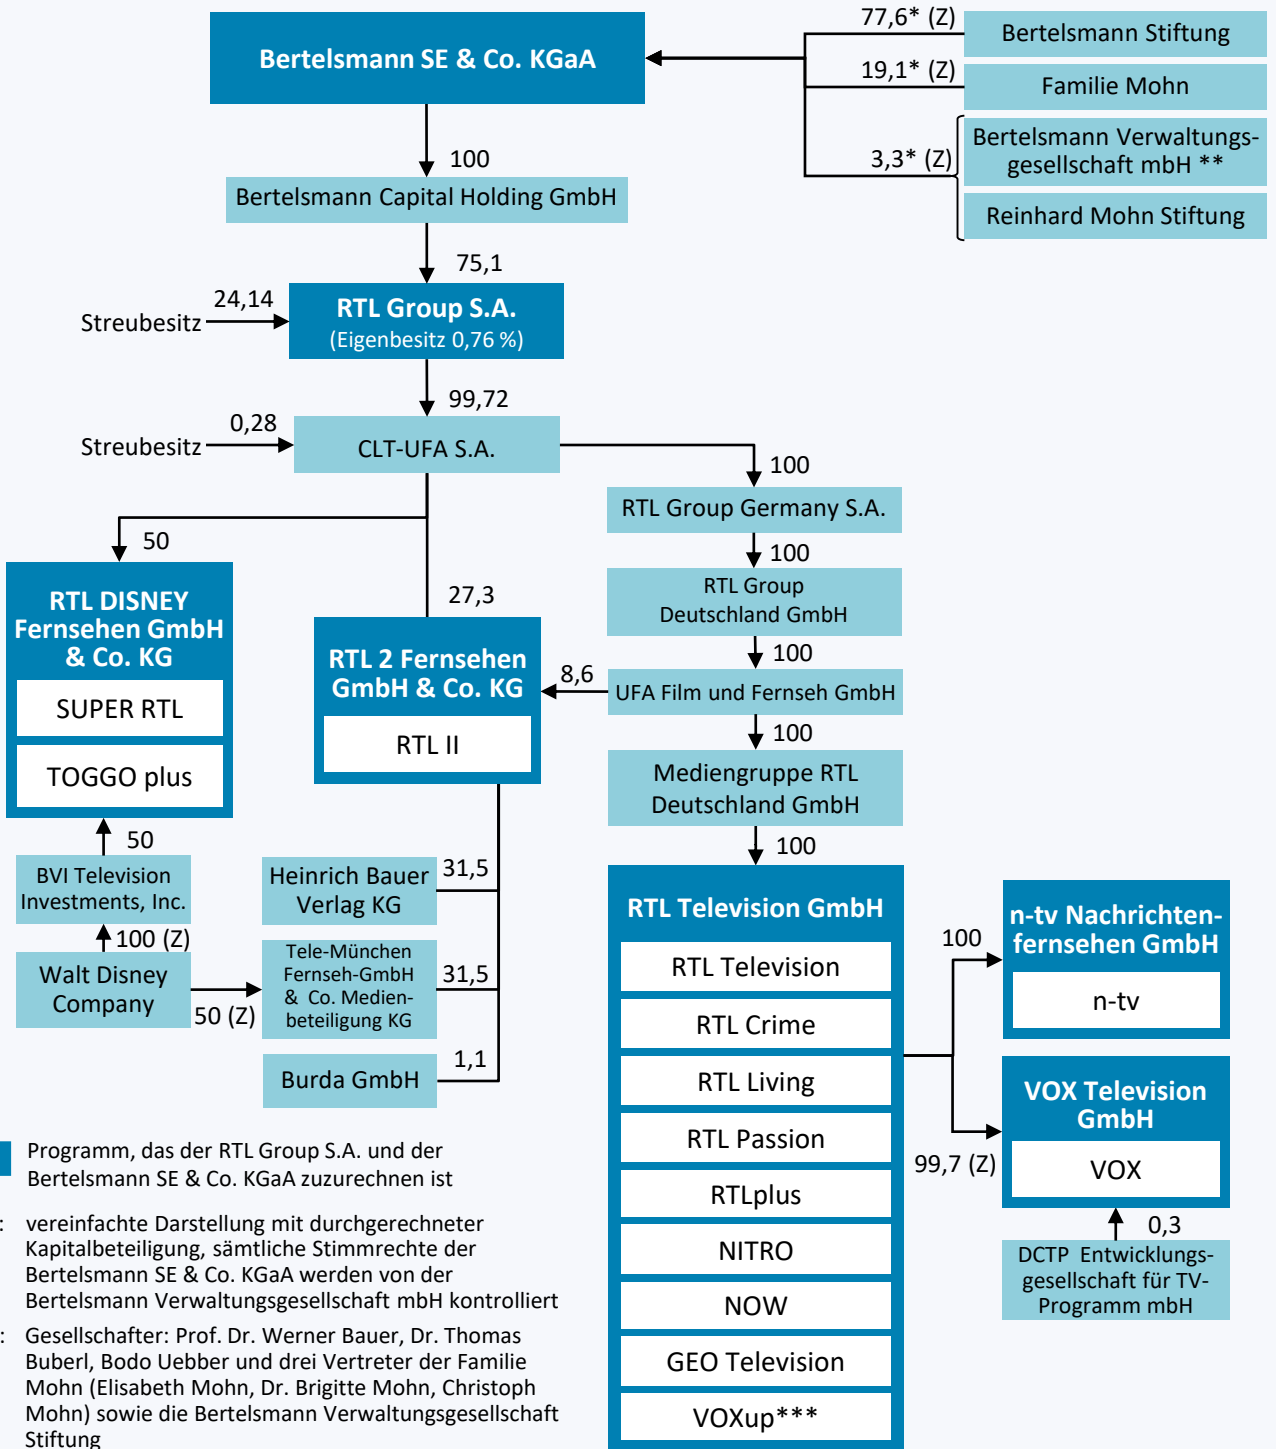 77,6* (Z)
Bertelsmann Stiftung
Bertelsmann SE & Co. KGaA
19,1* (Z)
Familie Mohn
3,3* (Z)
Bertelsmann Verwaltungs-
gesellschaft mbH **
Reinhard Mohn Stiftung
100
Bertelsmann Capital Holding GmbH
75,1
Streubesitz
24,14
RTL Group S.A.
(Eigenbesitz 0,76 %)
99,72
Streubesitz
0,28
CLT-UFA S.A.
100
RTL Group Germany S.A.
100
RTL Group
Deutschland GmbH
100
UFA Film und Fernseh GmbH
8,6
50
RTL DISNEY
Fernsehen GmbH
& Co. KG
SUPER RTL
TOGGO plus
27,3
RTL 2 Fernsehen
GmbH & Co. KG
RTL II
100
Mediengruppe RTL
Deutschland GmbH
100
50
BVI Television
Investments, Inc.
100 (Z)
Walt Disney
Company
50 (Z)
Heinrich Bauer
Verlag KG
31,5
Tele-München
Fernseh-GmbH
& Co. Medien-
beteiligung KG
31,5
Burda GmbH
1,1
RTL Television GmbH
RTL Television
RTL Crime
RTL Living
RTL Passion
RTLplus
NITRO
NOW
GEO Television
VOXup***
100
n-tv Nachrichten-
fernsehen GmbH
n-tv
99,7 (Z)
VOX Television
GmbH
VOX
0,3
DCTP Entwicklungs-
gesellschaft für TV-
Programm mbH
Programm, das der RTL Group S.A. und der
Bertelsmann SE & Co. KGaA zuzurechnen ist
: vereinfachte Darstellung mit durchgerechneter
Kapitalbeteiligung, sämtliche Stimmrechte der
Bertelsmann SE & Co. KGaA werden von der
Bertelsmann Verwaltungsgesellschaft mbH kontrolliert
: Gesellschafter: Prof. Dr. Werner Bauer, Dr. Thomas
Buberl, Bodo Uebber und drei Vertreter der Familie
Mohn (Elisabeth Mohn, Dr. Brigitte Mohn, Christoph
Mohn) sowie die Bertelsmann Verwaltungsgesellschaft
Stiftung